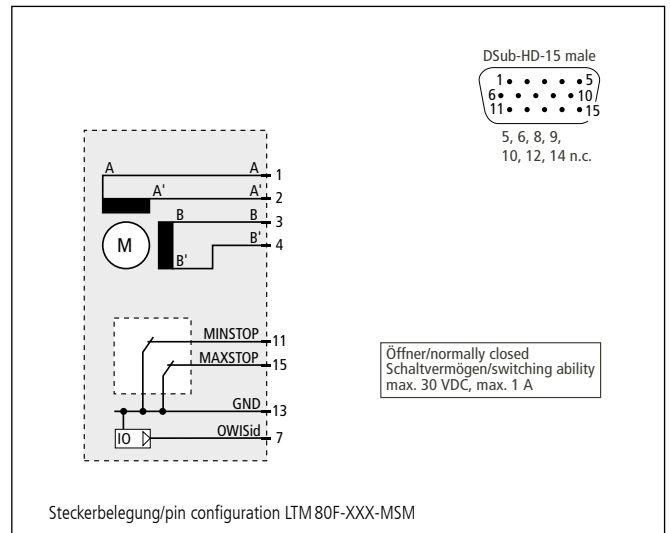 DSub-HD-15 male
1 5
6 10
11 15
5, 6, 8, 9,
10, 12, 14 n.c.
A A 1
A' A' 2
B B 3
M B' 4
B'
MINSTOP 11
MAXSTOP 15
Öffner/normally closed
Schaltvermögen/switching ability
max. 30 VDC, max. 1 A
GND 13
IO OWISid 7
Steckerbelegung/pin configuration LTM 80F-XXX-MSM